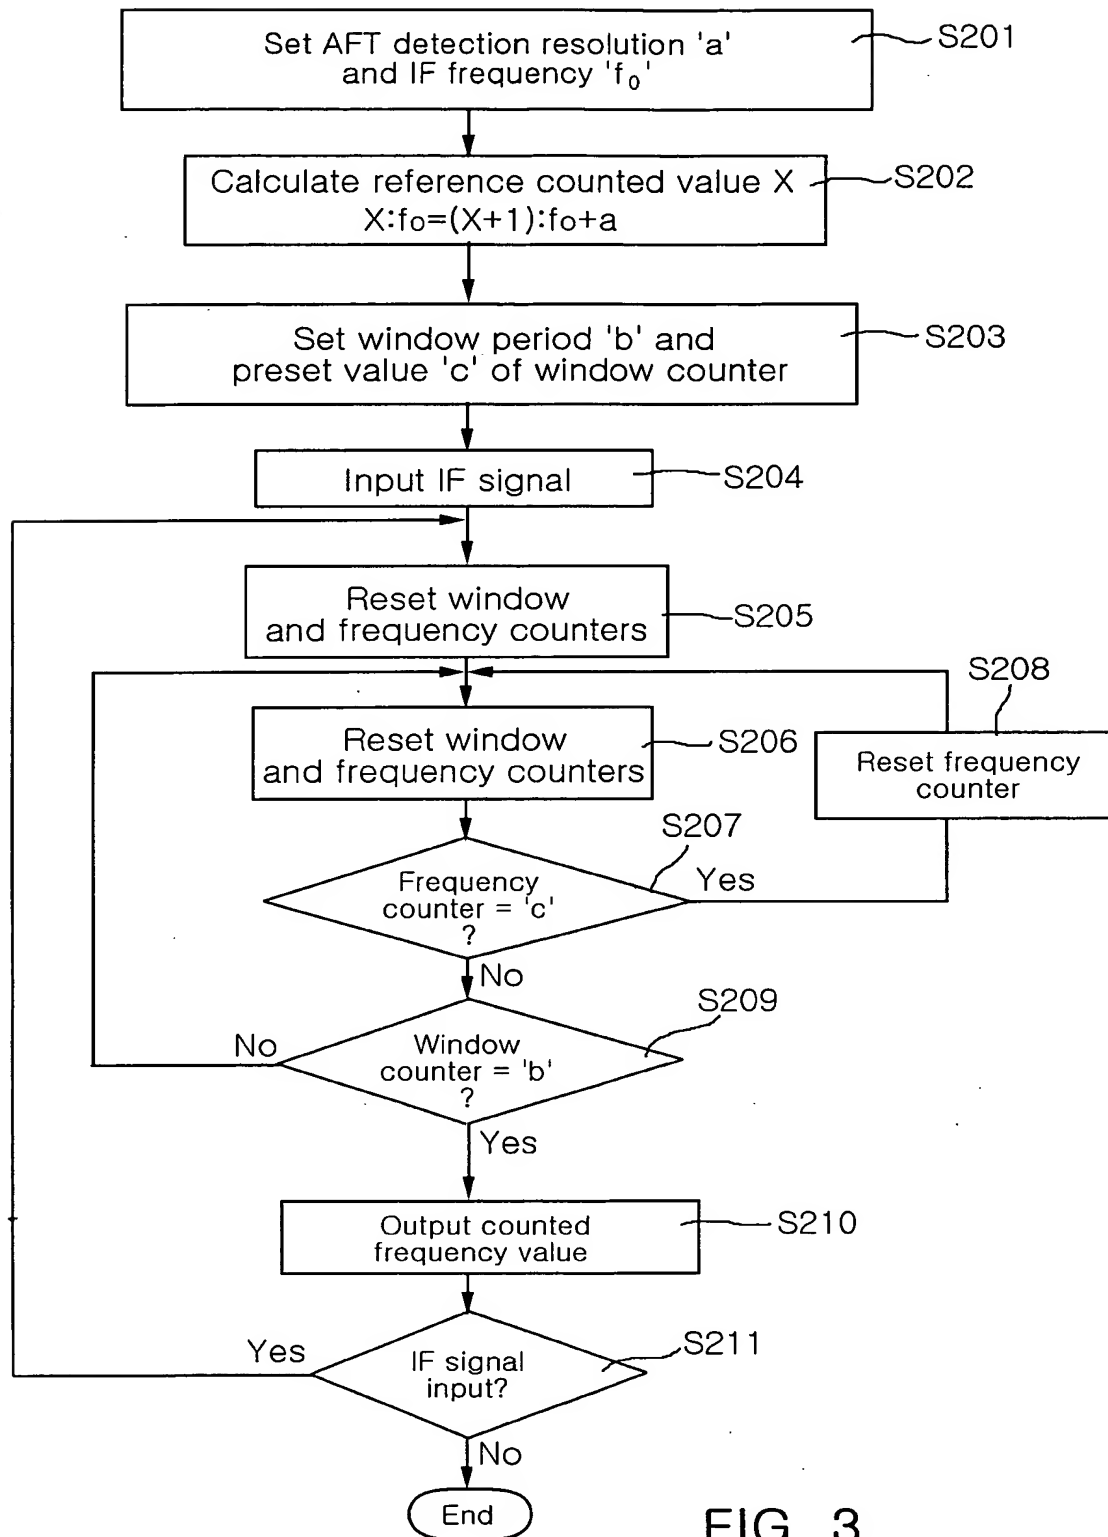 Set AFT detection resolution 'a'
and IF frequency 'f₀'
S201
Calculate reference counted value X
X:f₀=(X+1):f₀+a
S202
Set window period 'b' and
preset value 'c' of window counter
S203
Input IF signal
S204
Reset window
and frequency counters
S205
Reset window
and frequency counters
S206
S208
Reset frequency
counter
S207
Frequency
counter = 'c'
?
Yes
No
S209
Window
counter = 'b'
?
No
Yes
Output counted
frequency value
S210
IF signal
input?
S211
Yes
No
End
FIG. 3